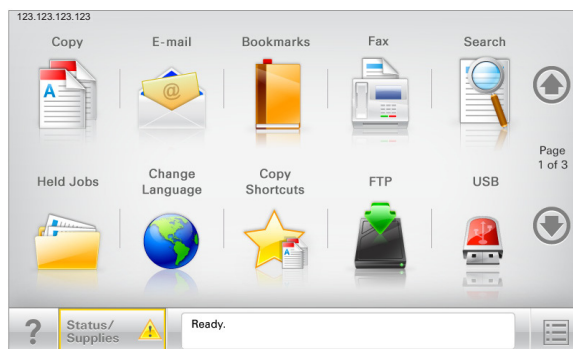 123.123.123.123
Copy
E-mail
Bookmarks
Fax
Search
A
@
Page
1 of 3
Held Jobs
Change
Language
Copy
Shortcuts
FTP
USB
A
?
Status/
Supplies
!
Ready.